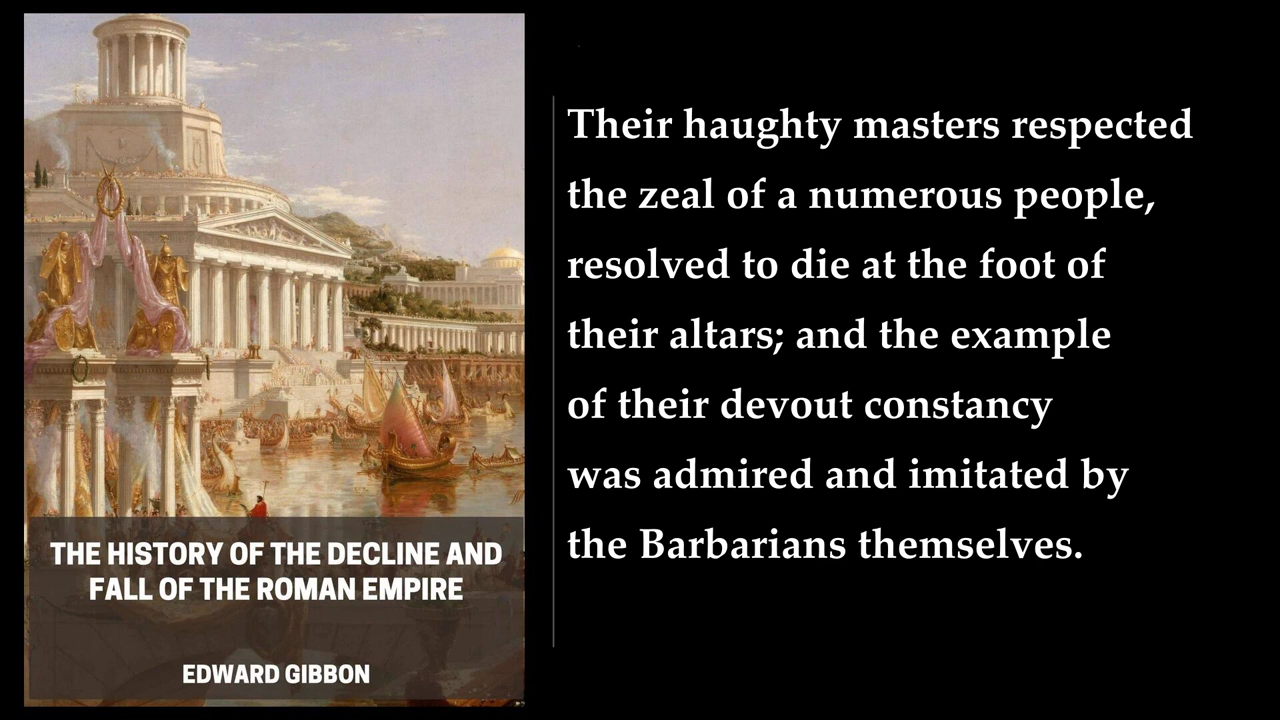 THE HISTORY OF THE DECLINE AND
FALL OF THE ROMAN EMPIRE
EDWARD GIBBON
Their haughty masters respected
the zeal of a numerous people,
resolved to die at the foot of
their altars; and the example
of their devout constancy
was admired and imitated by
the Barbarians themselves.